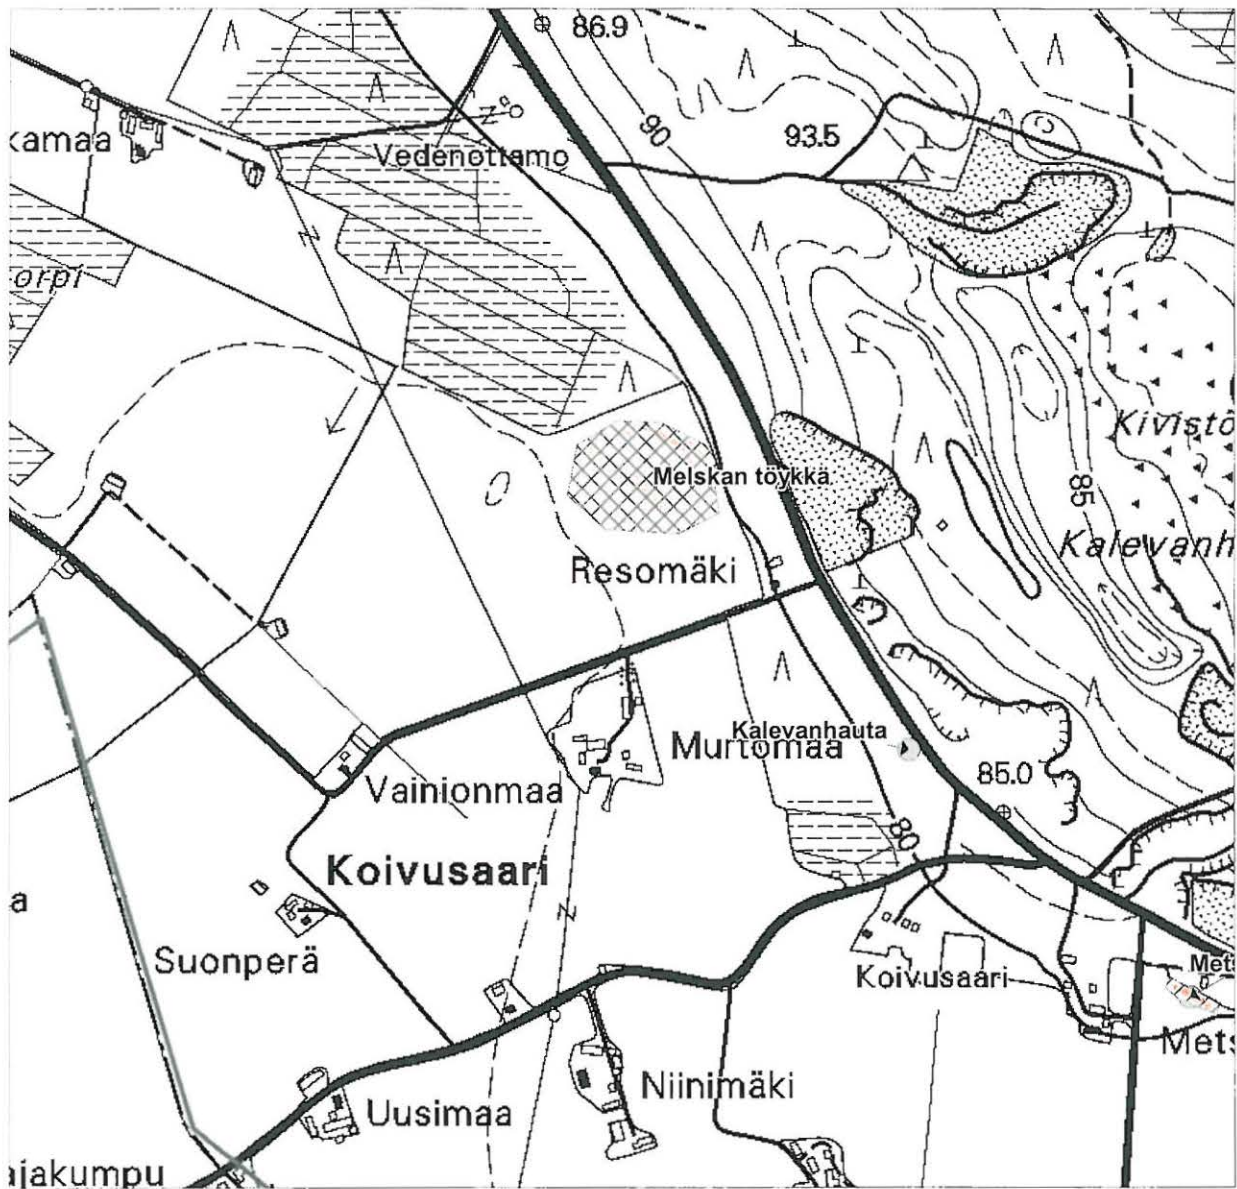 86.9
90
93.5
kamaa
Vedenottamo
orpi
Kivistö
Melskan töykkä
85
Kalevanh
Resomäki
Kalevanhauta
Murtomaa
85.0
Vainionmaa
80
Koivusaari
a
Suonperä
Koivusaari
Mets
Mets
Niinimäki
Uusimaa
ajakumpu